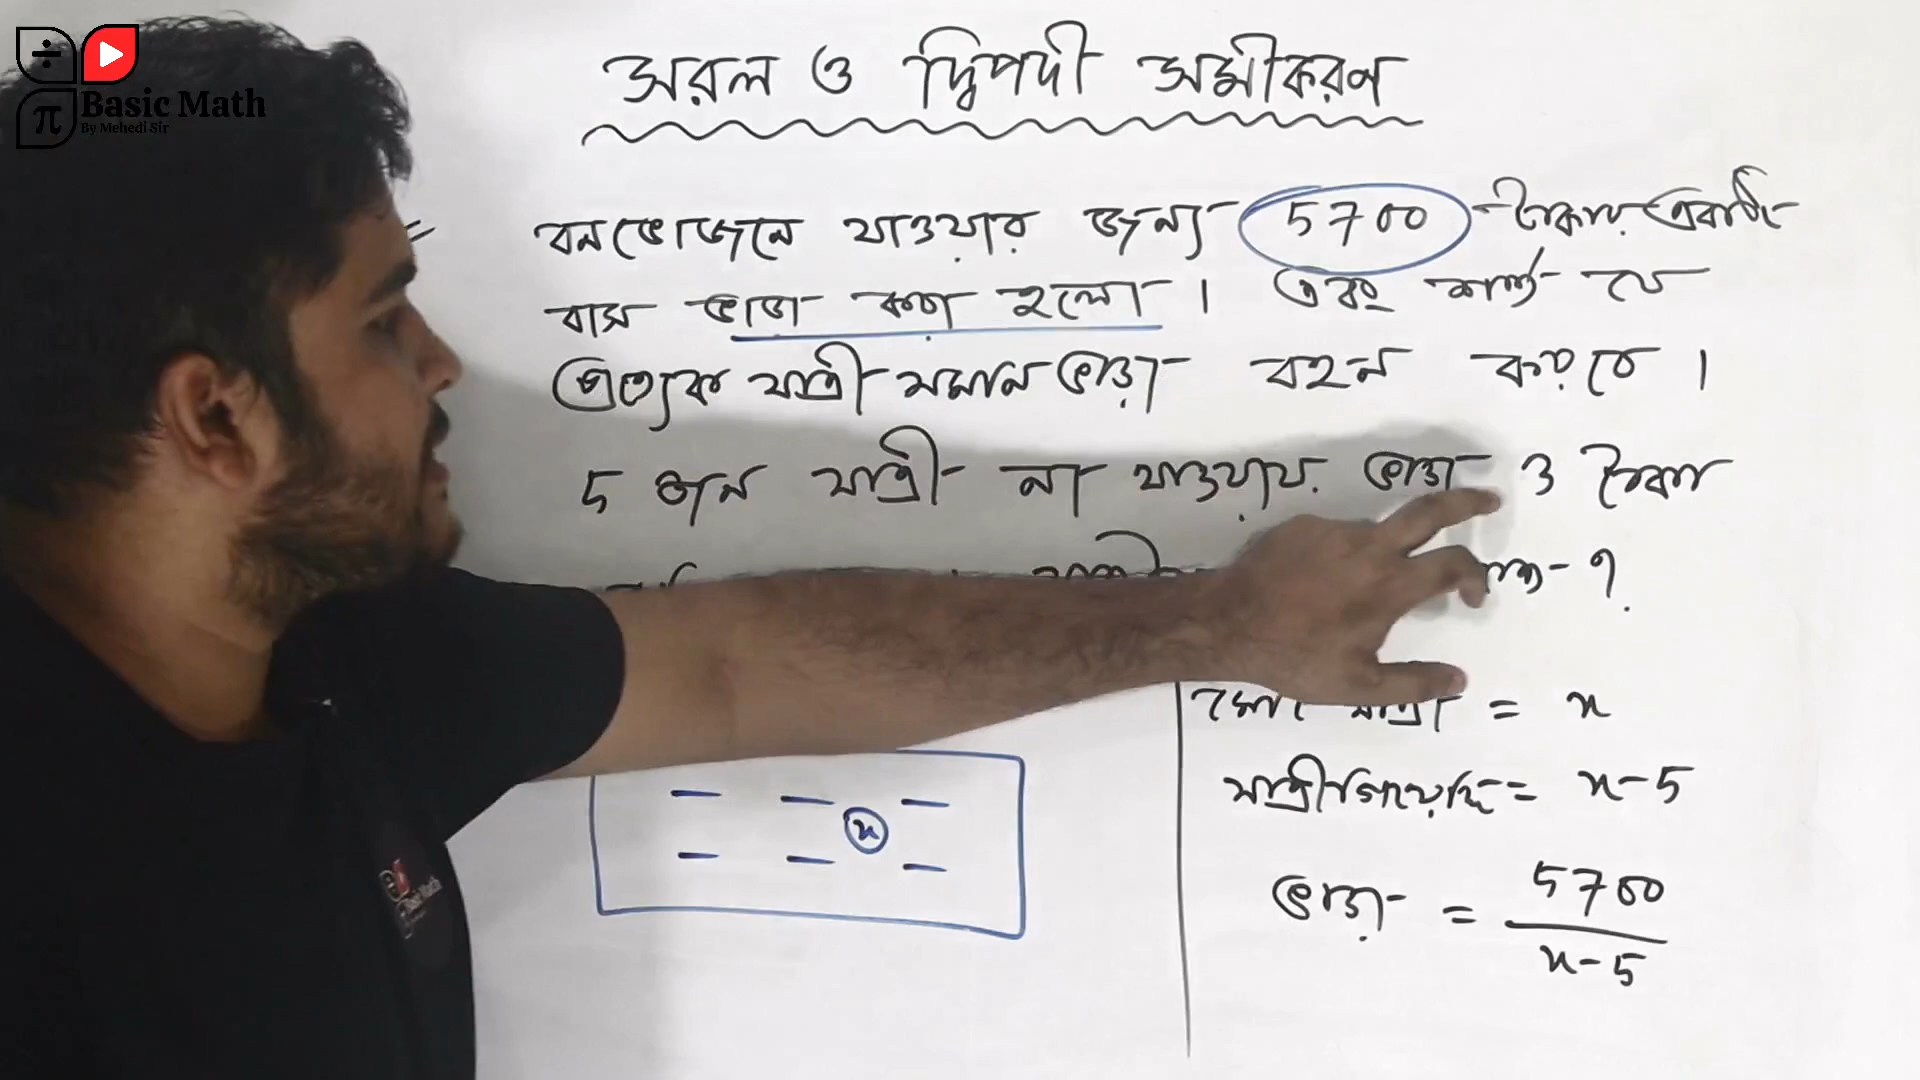 Basic Math
By Mehedi Sir
সরল ও দ্বিপদী সমীকরণ
বনভোজনে যাওয়ার জন্য 5700 টাকায় একটি
বাস ভাড়া করা হলো। এবং শর্ত যে
প্রত্যেক যাত্রী সমান ভাড়া বহন করবে।
5 জন যাত্রী না যাওয়ায় ভাড়া 3 টাকা
?
যাত্রী = x
যাত্রী গিয়েছি = x-5
x
ভাড়া = 5700
x-5